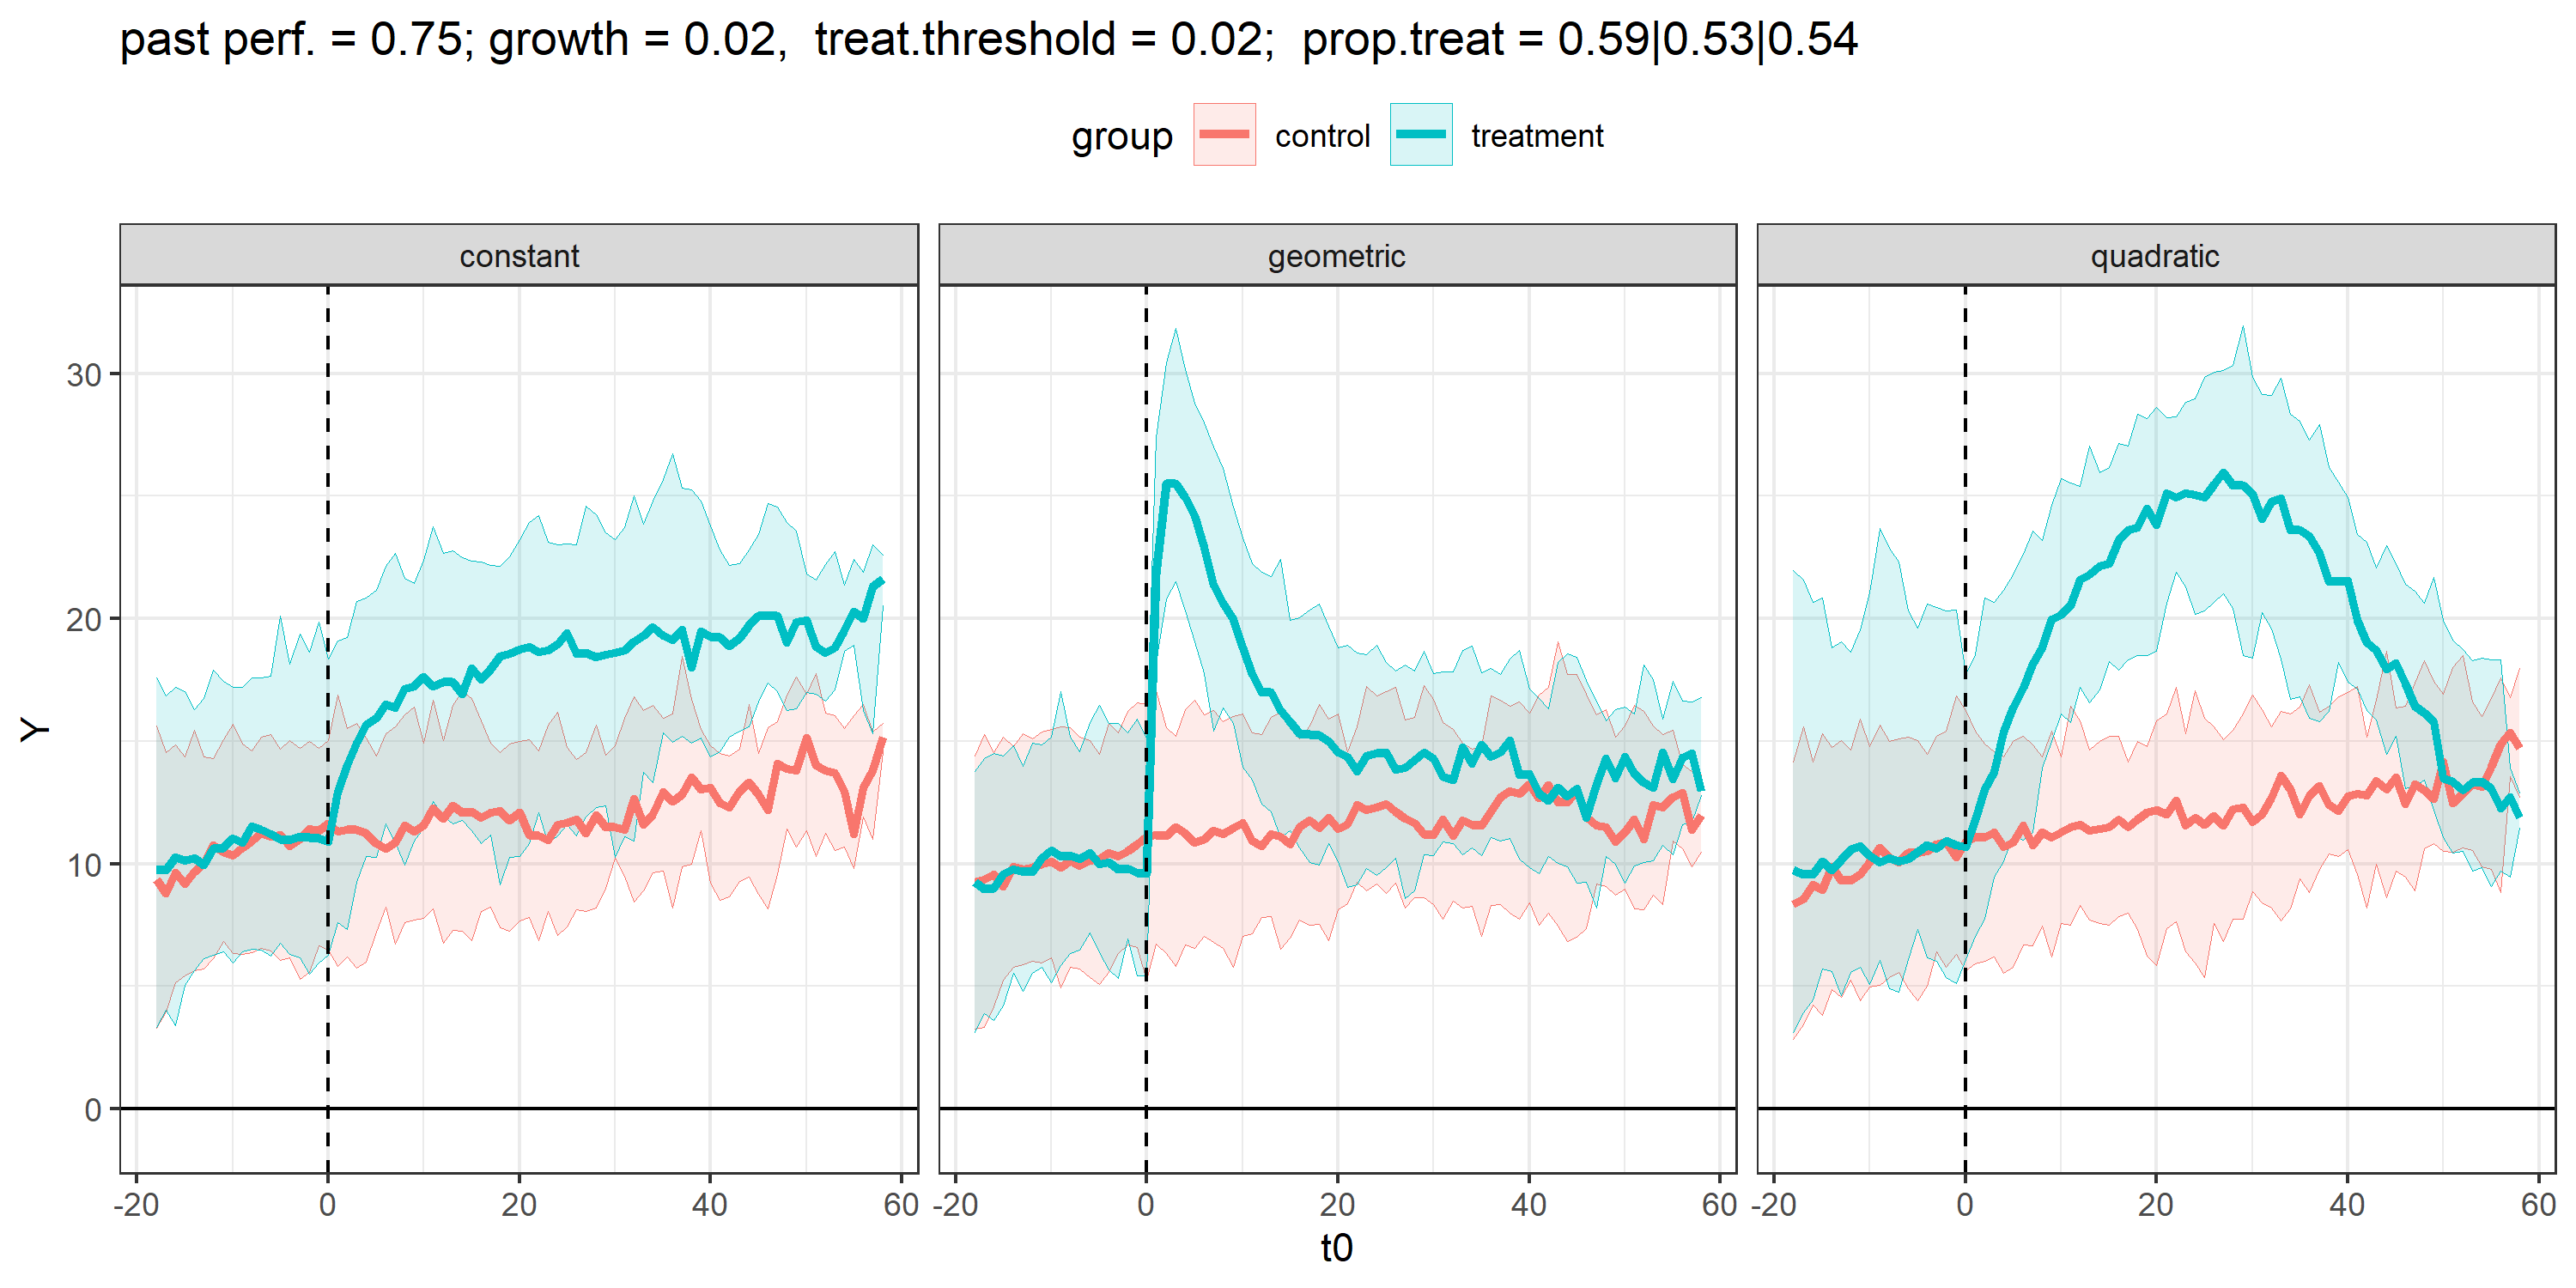 past perf. = 0.75; growth = 0.02,  treat.threshold = 0.02;  prop.treat = 0.59|0.53|0.54
group control treatment
constant geometric quadratic
30
20
10
0
Y
-20 0 20 40 60 -20 0 20 40 60 -20 0 20 40 60
t0